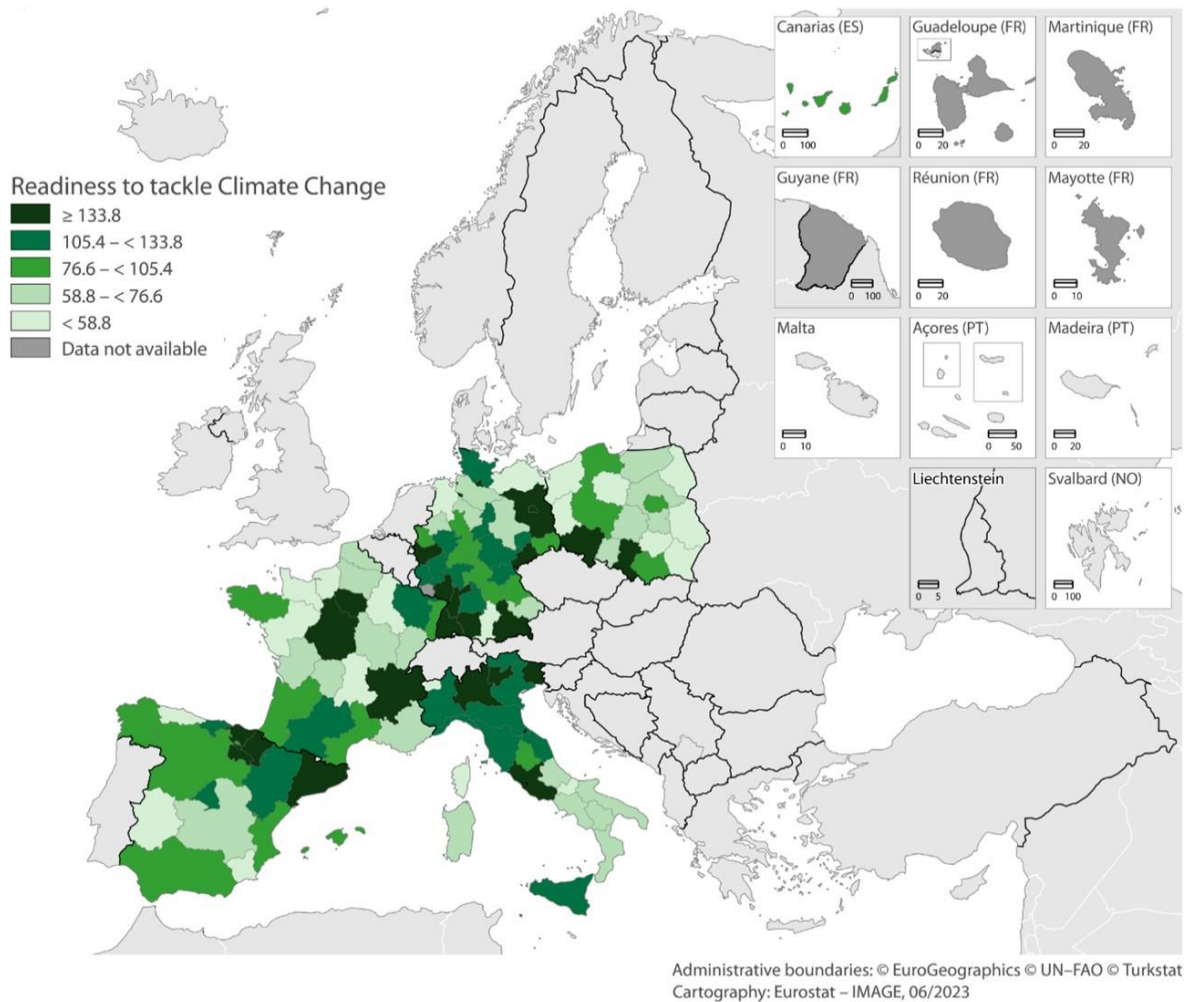 Readiness to tackle Climate Change
≥ 133.8
105.4 – < 133.8
76.6 – < 105.4
58.8 – < 76.6
< 58.8
Data not available
Canarias (ES)
0 100
Guadeloupe (FR)
0 20
Martinique (FR)
0 20
Guyane (FR)
0 100
Réunion (FR)
0 20
Mayotte (FR)
0 10
Malta
0 10
Açores (PT)
0 50
Madeira (PT)
0 20
Liechtenstein
0 5
Svalbard (NO)
0 100
Administrative boundaries: © EuroGeographics © UN–FAO © Turkstat
Cartography: Eurostat – IMAGE, 06/2023